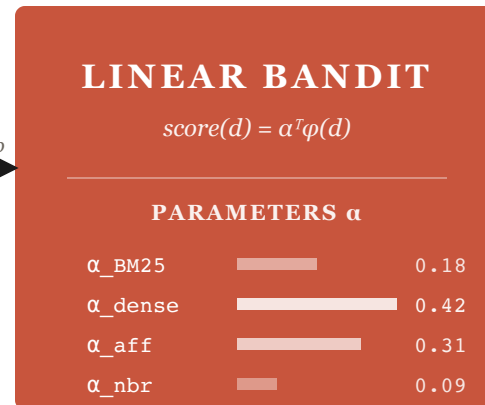 LINEAR BANDIT
score(d) = αᵀφ(d)
PARAMETERS α
α_BM25 0.18
α_dense 0.42
α_aff 0.31
α_nbr 0.09